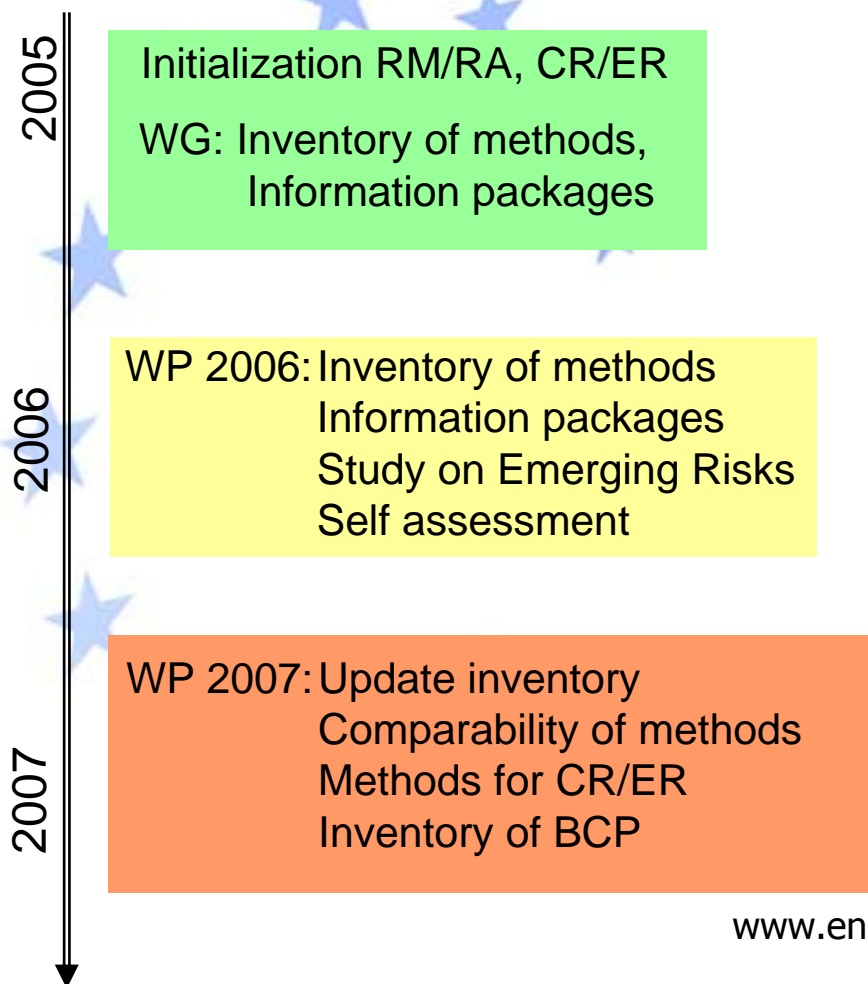 2005
Initialization RM/RA, CR/ER
WG: Inventory of methods,
Information packages
2006
WP 2006: Inventory of methods
Information packages
Study on Emerging Risks
Self assessment
2007
WP 2007: Update inventory
Comparability of methods
Methods for CR/ER
Inventory of BCP
www.en